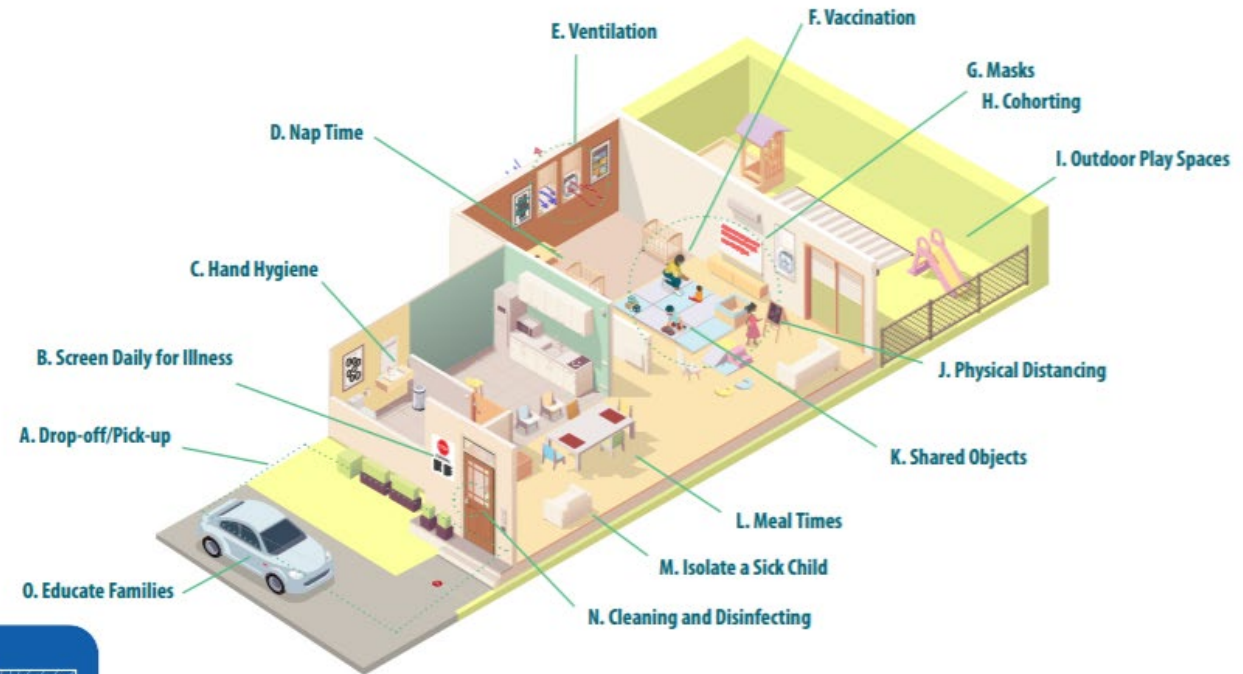 E. Ventilation
F. Vaccination
G. Masks
H. Cohorting
D. Nap Time
I. Outdoor Play Spaces
C. Hand Hygiene
B. Screen Daily for Illness
J. Physical Distancing
A. Drop-off/Pick-up
K. Shared Objects
L. Meal Times
M. Isolate a Sick Child
O. Educate Families
N. Cleaning and Disinfecting